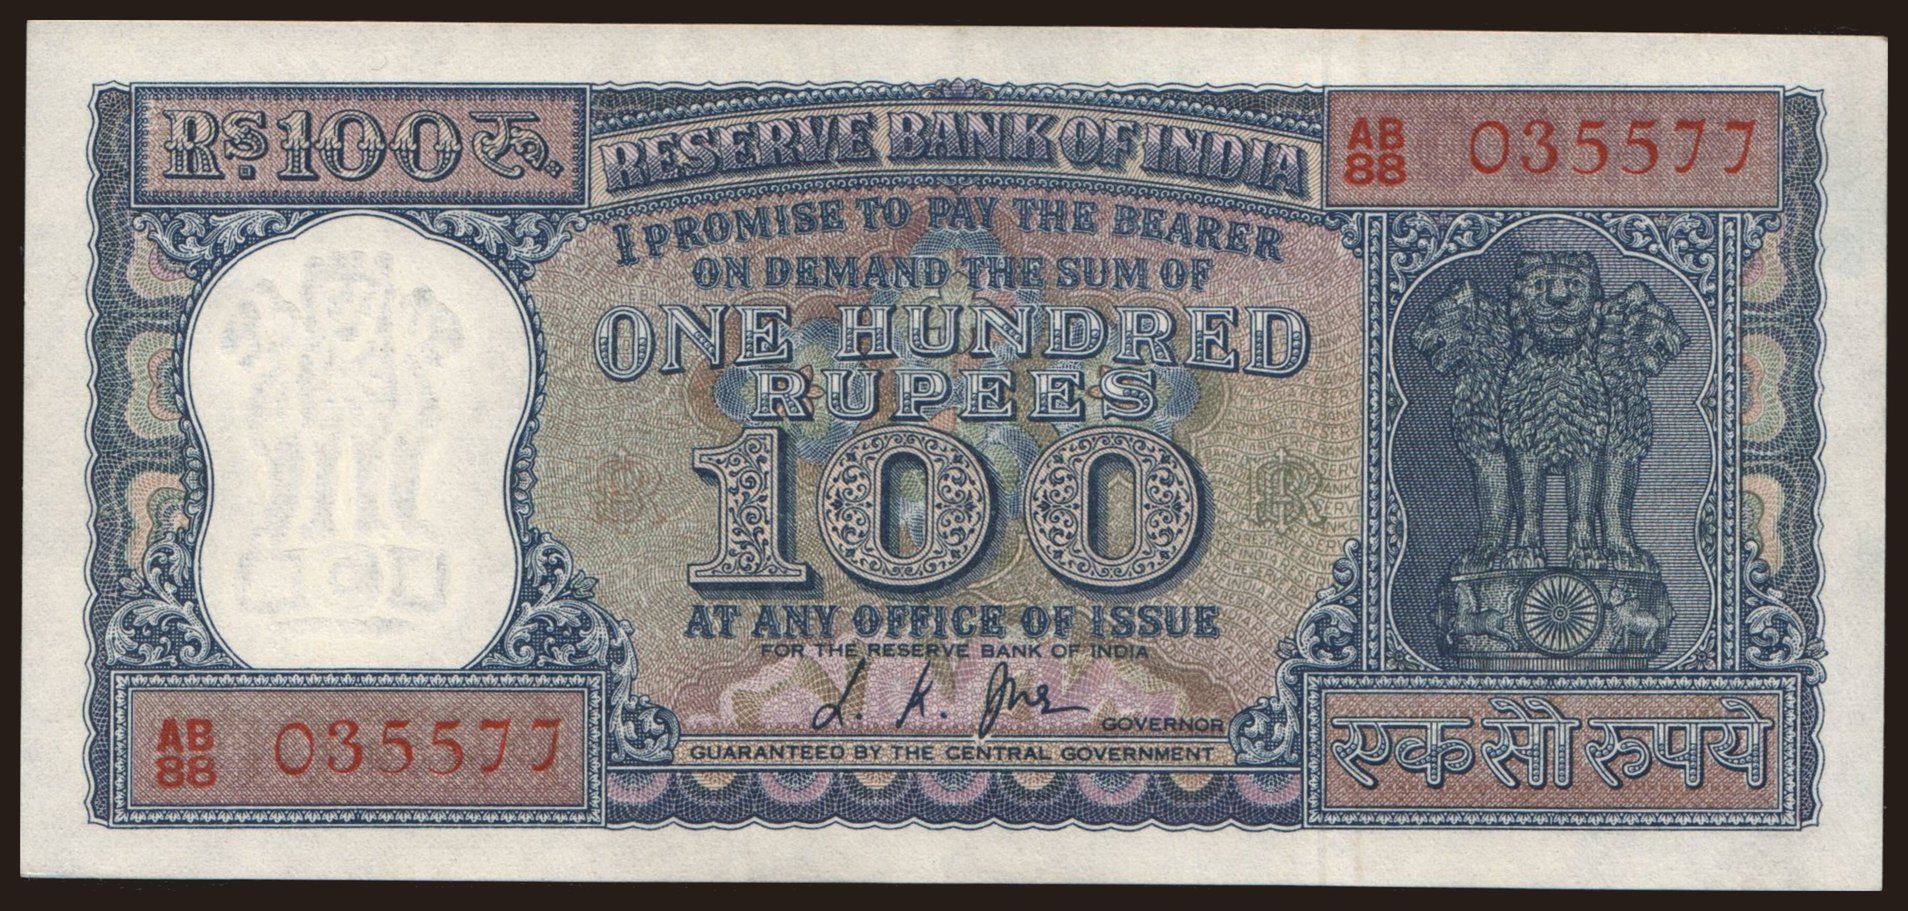 Rs. 100 रु.
RESERVE BANK OF INDIA
AB 88 035577
I PROMISE TO PAY THE BEARER
ON DEMAND THE SUM OF
ONE HUNDRED
RUPEES
100
AT ANY OFFICE OF ISSUE
FOR THE RESERVE BANK OF INDIA
L. K. Jha
GOVERNOR
GUARANTEED BY THE CENTRAL GOVERNMENT
AB 88 035577
एक सौ रुपये